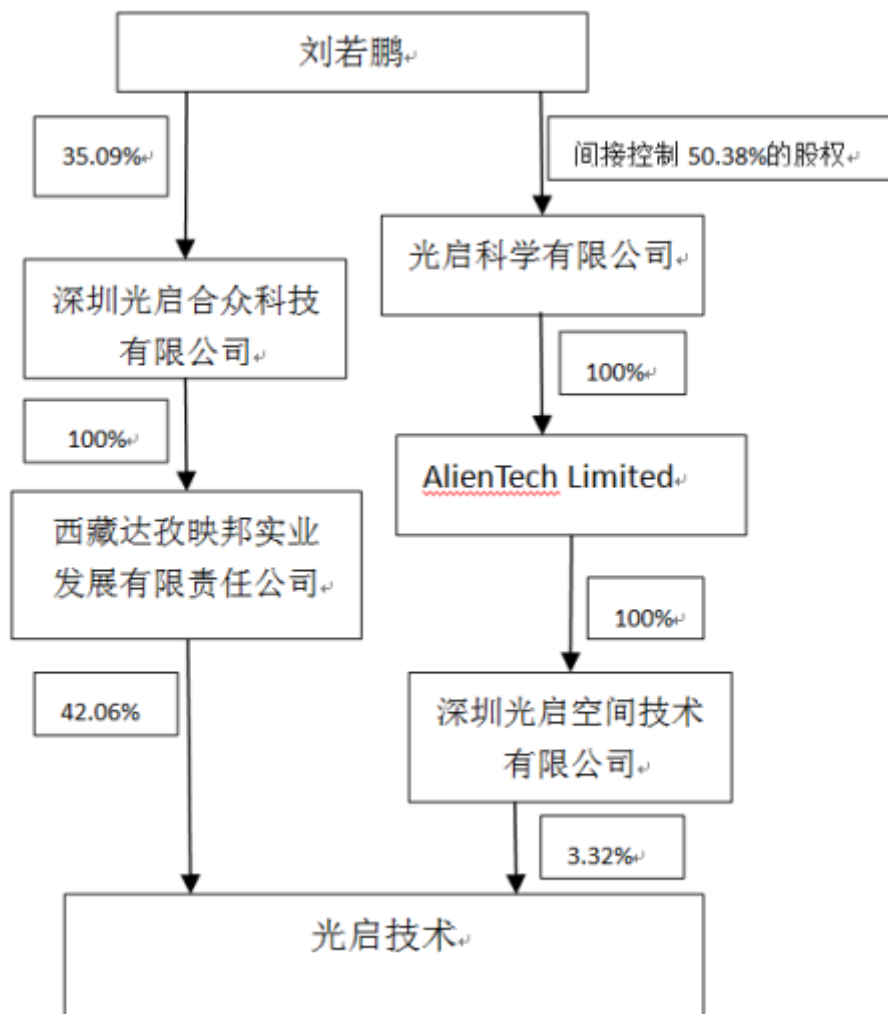 刘若鹏
35.09%
间接控制 50.38%的股权
光启科学有限公司
深圳光启合众科技
有限公司
100%
100%
AlienTech Limited
西藏达孜映邦实业
发展有限责任公司
100%
42.06%
深圳光启空间技术
有限公司
3.32%
光启技术